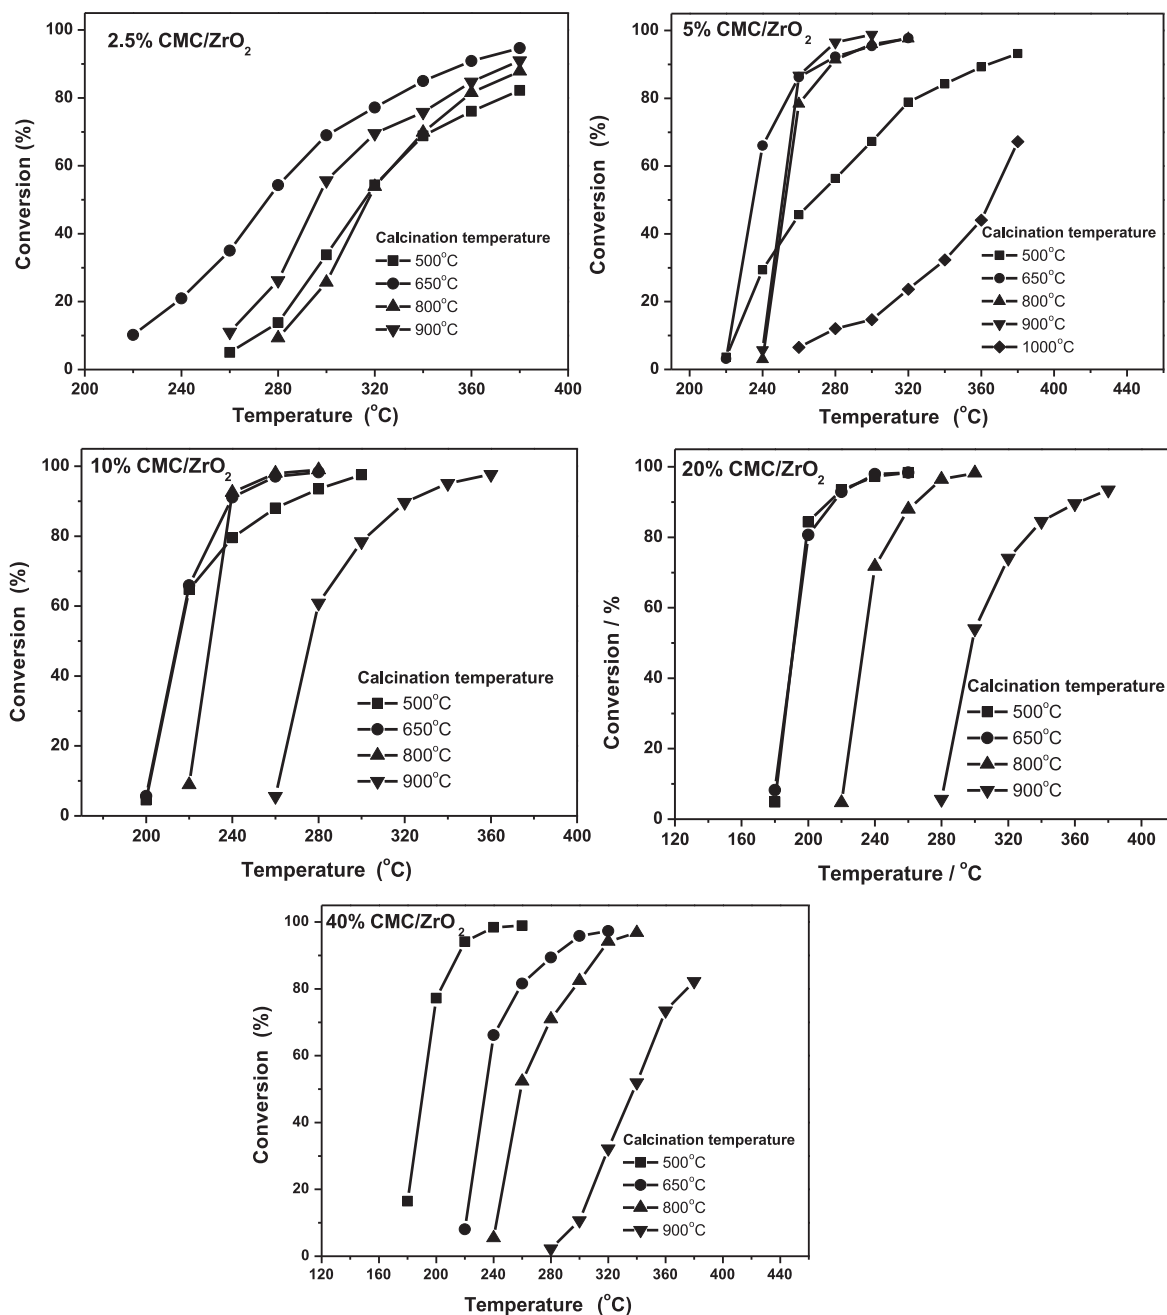 2.5% CMC/ZrO2
Conversion (%)
100
80
60
40
20
0
200 240 280 320 360 400
Temperature (°C)
Calcination temperature
500°C
650°C
800°C
900°C
5% CMC/ZrO2
Conversion (%)
100
80
60
40
20
0
200 240 280 320 360 400 440
Temperature (°C)
Calcination temperature
500°C
650°C
800°C
900°C
1000°C
10% CMC/ZrO2
Conversion (%)
100
80
60
40
20
0
200 240 280 320 360 400
Temperature (°C)
Calcination temperature
500°C
650°C
800°C
900°C
20% CMC/ZrO2
Conversion / %
100
80
60
40
20
0
120 160 200 240 280 320 360 400
Temperature / °C
Calcination temperature
500°C
650°C
800°C
900°C
40% CMC/ZrO2
Conversion (%)
100
80
60
40
20
0
120 160 200 240 280 320 360 400 440
Temperature (°C)
Calcination temperature
500°C
650°C
800°C
900°C